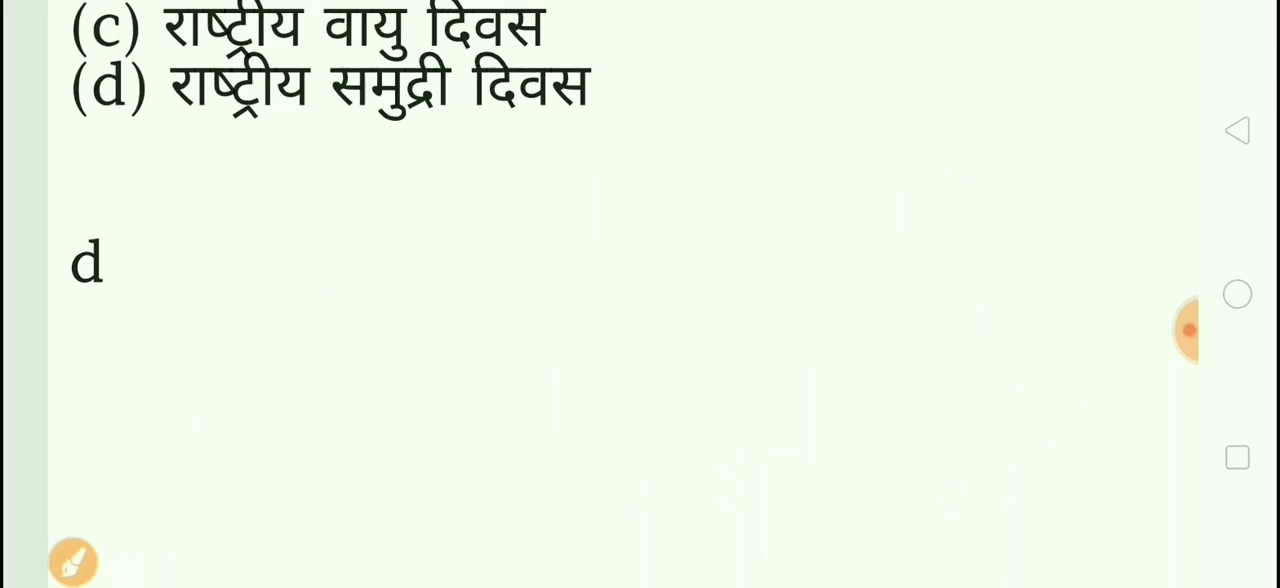 (c) राष्ट्रीय वायु दिवस
(d) राष्ट्रीय समुद्री दिवस
d